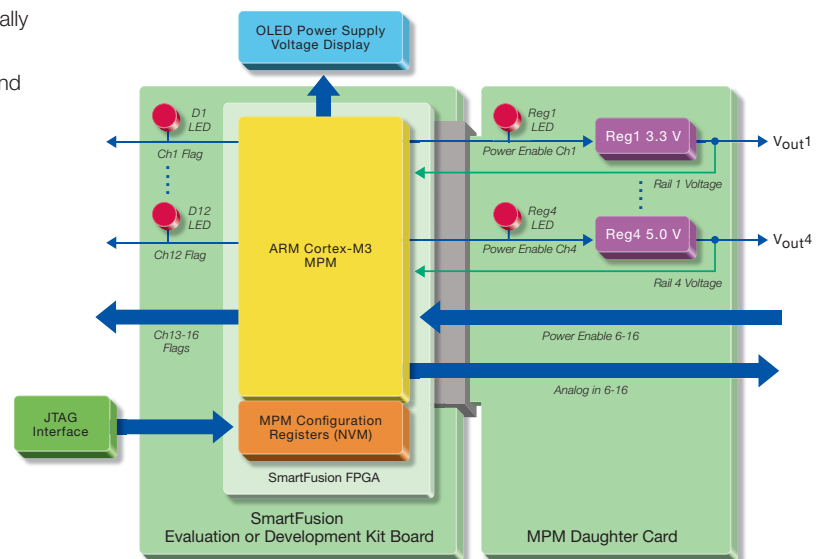 ally
nd
OLED Power Supply
Voltage Display
D1
LED
Ch1 Flag
D12
LED
Ch12 Flag
Ch13-16
Flags
ARM Cortex-M3
MPM
Reg1
LED
Power Enable Ch1
Reg1 3.3 V
Vout1
Rail 1 Voltage
Reg4
LED
Power Enable Ch4
Reg4 5.0 V
Vout4
Rail 4 Voltage
Power Enable 6-16
Analog in 6-16
JTAG
Interface
MPM Configuration
Registers (NVM)
SmartFusion FPGA
SmartFusion
Evaluation or Development Kit Board
MPM Daughter Card